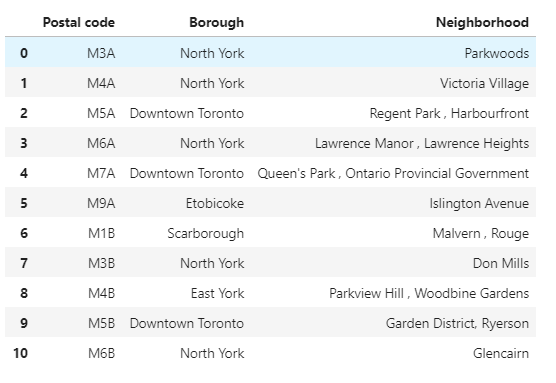 Postal code Borough Neighborhood
0 M3A North York Parkwoods
1 M4A North York Victoria Village
2 M5A Downtown Toronto Regent Park , Harbourfront
3 M6A North York Lawrence Manor , Lawrence Heights
4 M7A Downtown Toronto Queen's Park , Ontario Provincial Government
5 M9A Etobicoke Islington Avenue
6 M1B Scarborough Malvern , Rouge
7 M3B North York Don Mills
8 M4B East York Parkview Hill , Woodbine Gardens
9 M5B Downtown Toronto Garden District, Ryerson
10 M6B North York Glencairn